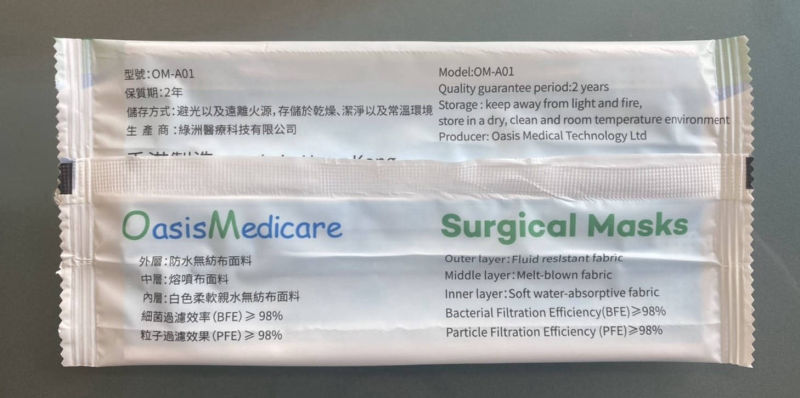 型號:OM-A01
保質期:2年
儲存方式:避光以及遠離火源,存儲於乾燥、潔淨以及常溫環境
生 產 商 :綠洲醫療科技有限公司
Model:OM-A01
Quality guarantee period:2 years
Storage : keep away from light and fire,
store in a dry, clean and room temperature environment
Producer: Oasis Medical Technology Ltd
OasisMedicare
外層:防水無紡布面料
中層:熔噴布面料
內層:白色柔軟親水無紡布面料
細菌過濾效率(BFE)≥98%
粒子過濾效果(PFE)≥98%
Surgical Masks
Outer layer:Fluid resistant fabric
Middle layer:Melt-blown fabric
Inner layer:Soft water-absorptive fabric
Bacterial Filtration Efficiency(BFE)≥98%
Particle Filtration Efficiency (PFE)≥98%